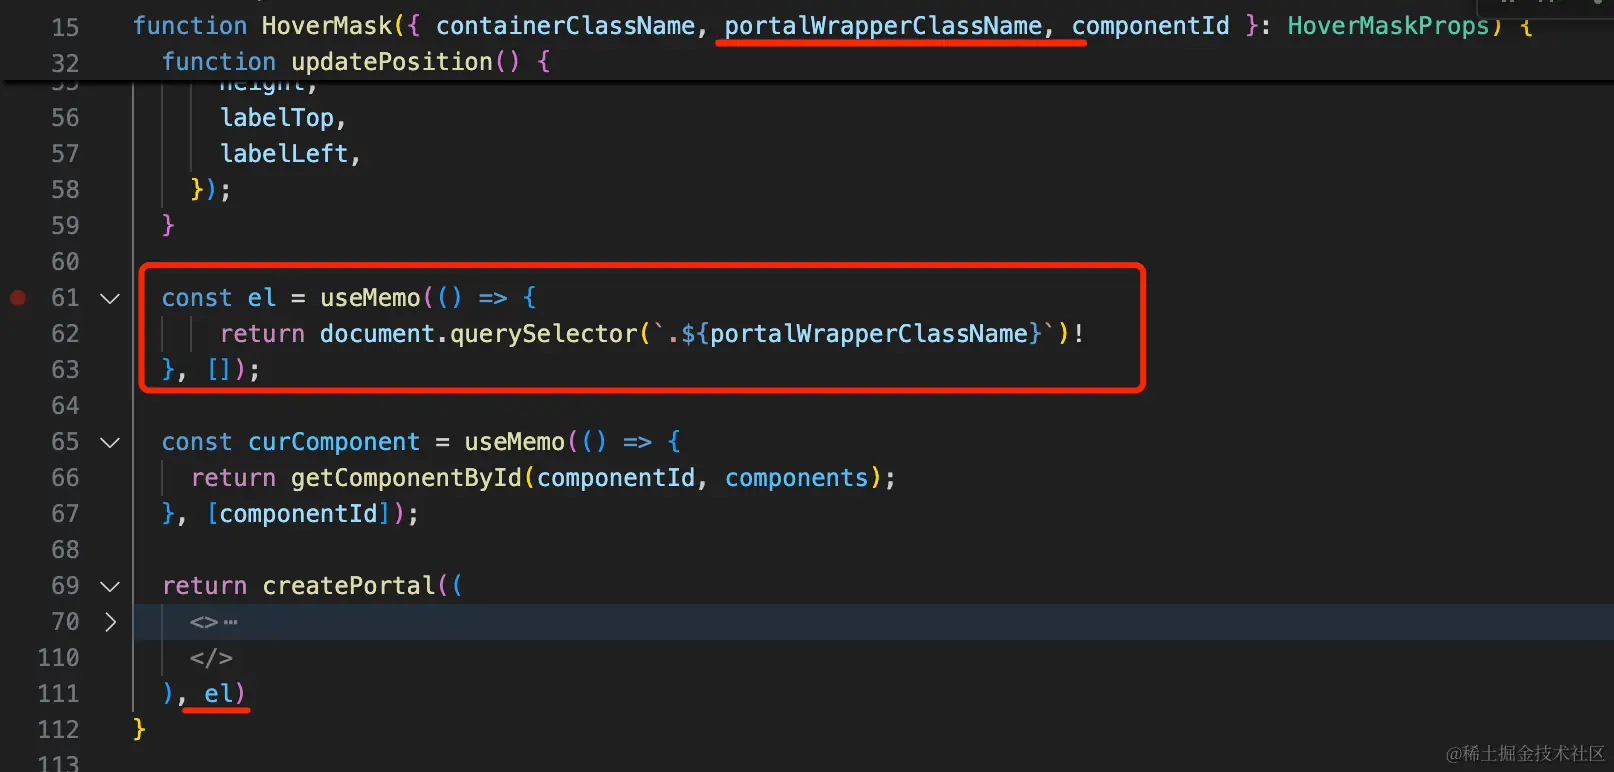 15 function HoverMask({ containerClassName, portalWrapperClassName, componentId }: HoverMaskProps) {
32 function updatePosition() {
55 height,
56 labelTop,
57 labelLeft,
58 });
59 }
60
61 const el = useMemo(() => {
62 return document.querySelector(`.${portalWrapperClassName}`)!
63 }, []);
64
65 const curComponent = useMemo(() => {
66 return getComponentById(componentId, components);
67 }, [componentId]);
68
69 return createPortal((
70 <>⋯
110 </>
111 ), el)
112 }
113
@稀土掘金技术社区